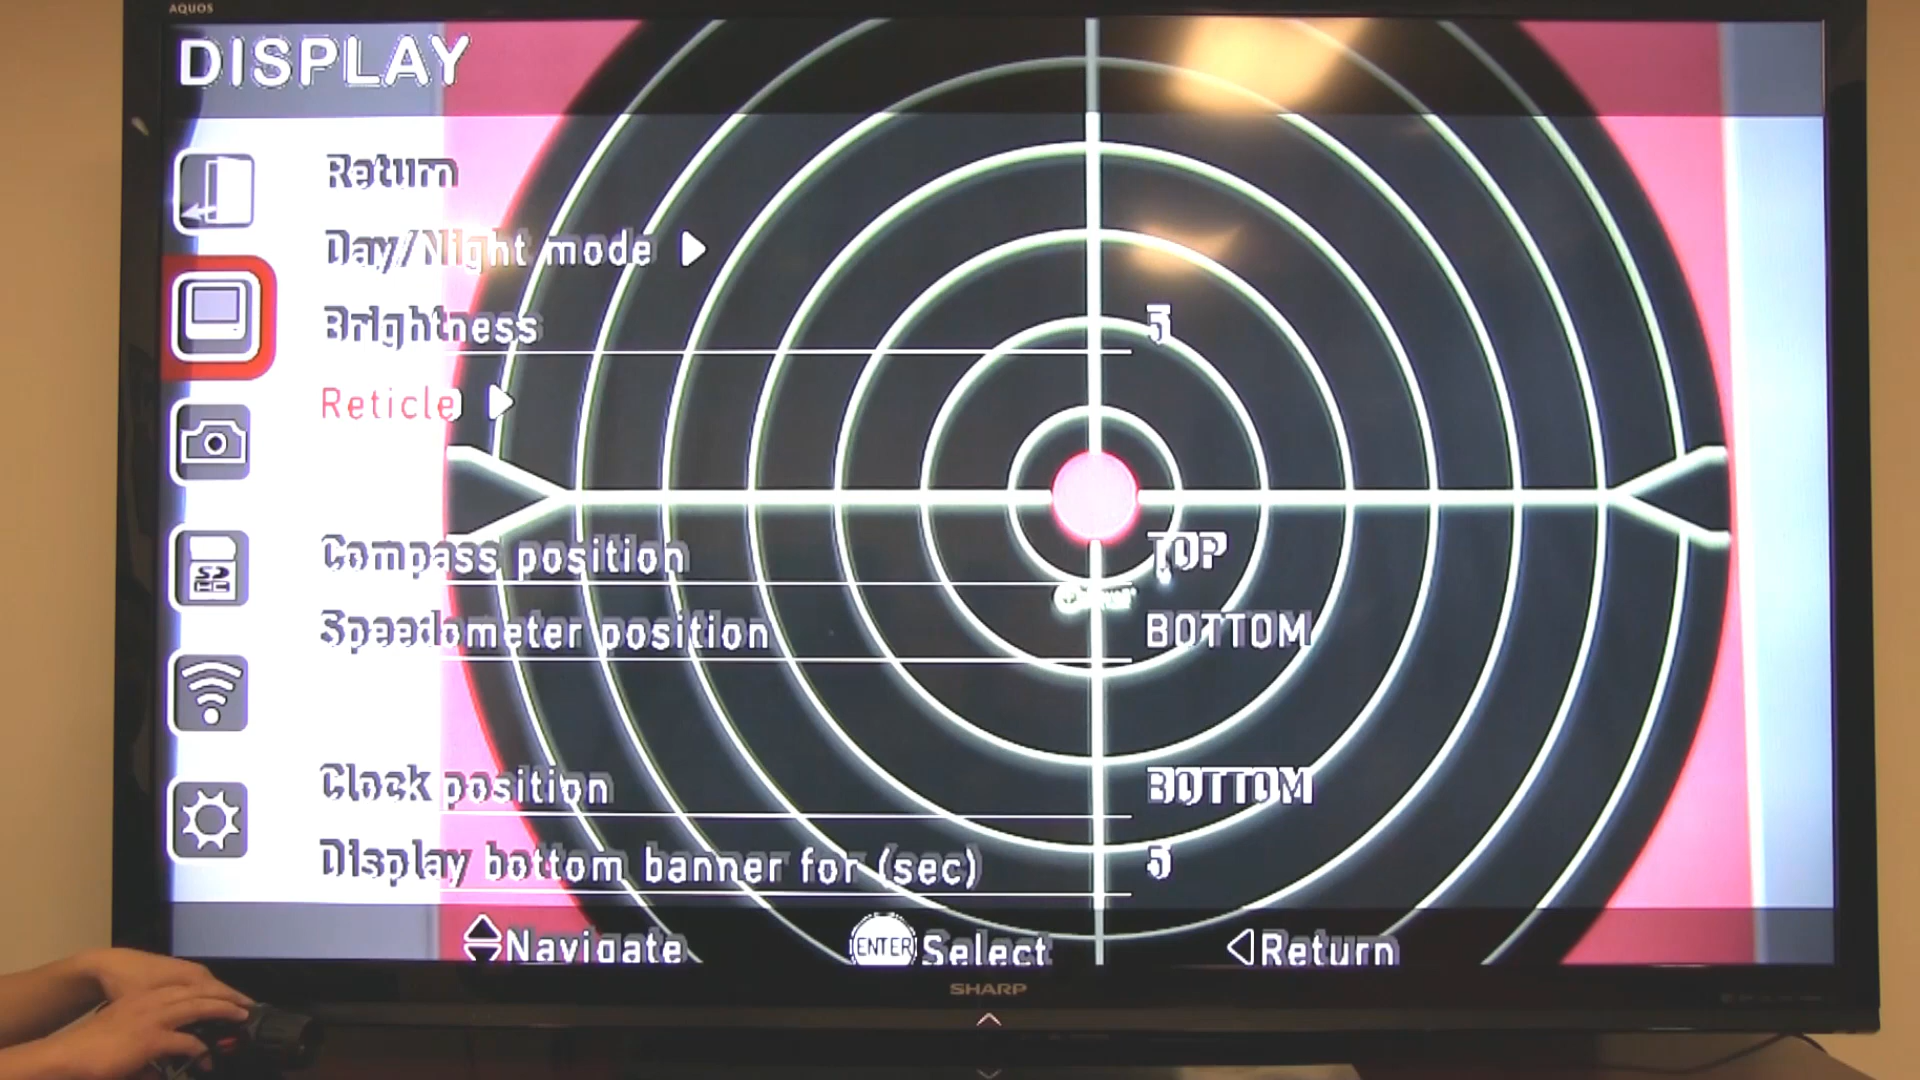 AQUOS
DISPLAY
Return
Day/Night mode
Brightness 5
Reticle
Compass position TOP
Speedometer position BOTTOM
Clock position BOTTOM
Display bottom banner for (sec) 5
Navigate ENTER Select Return
SHARP